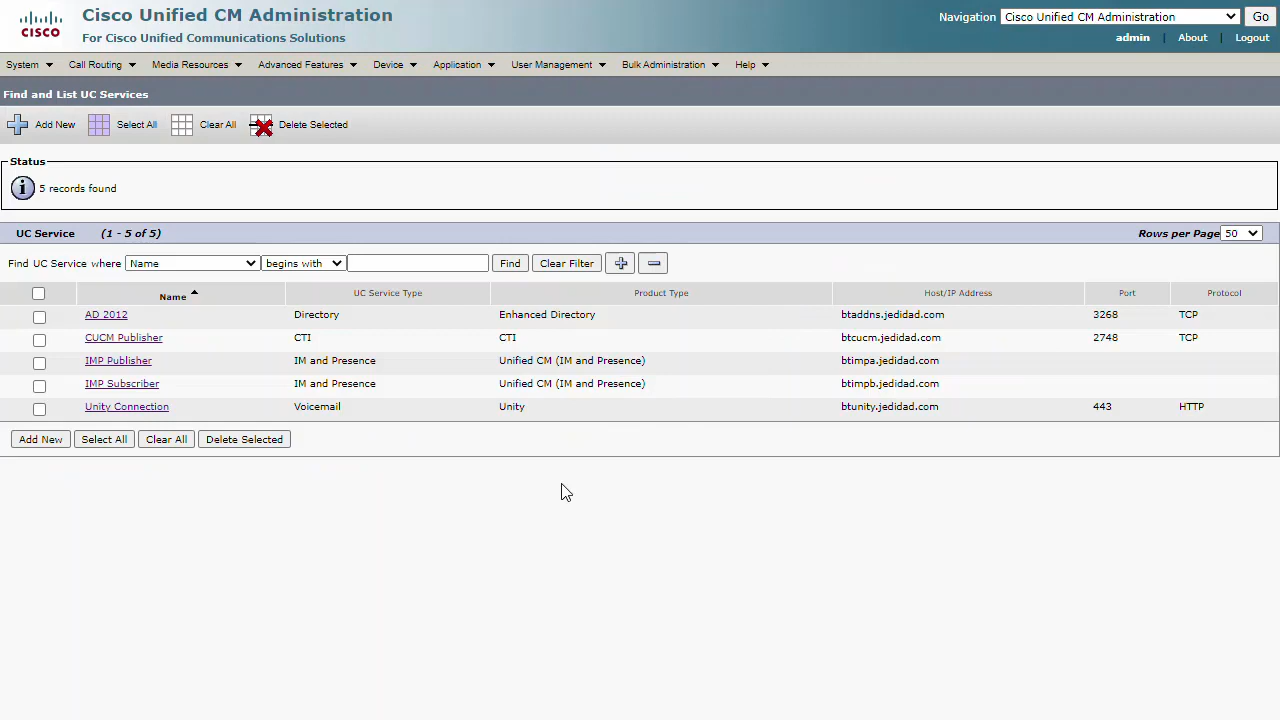 CISCO
Cisco Unified CM Administration
For Cisco Unified Communications Solutions
Navigation Cisco Unified CM Administration Go
admin | About | Logout
System Call Routing Media Resources Advanced Features Device Application User Management Bulk Administration Help
Find and List UC Services
Add New Select All Clear All Delete Selected
Status
5 records found
UC Service (1 - 5 of 5) Rows per Page 50
Find UC Service where Name begins with Find Clear Filter
Name UC Service Type Product Type Host/IP Address Port Protocol
AD 2012 Directory Enhanced Directory btaddns.jedidad.com 3268 TCP
CUCM Publisher CTI CTI btcucm.jedidad.com 2748 TCP
IMP Publisher IM and Presence Unified CM (IM and Presence) btimpa.jedidad.com
IMP Subscriber IM and Presence Unified CM (IM and Presence) btimpb.jedidad.com
Unity Connection Voicemail Unity btunity.jedidad.com 443 HTTP
Add New Select All Clear All Delete Selected